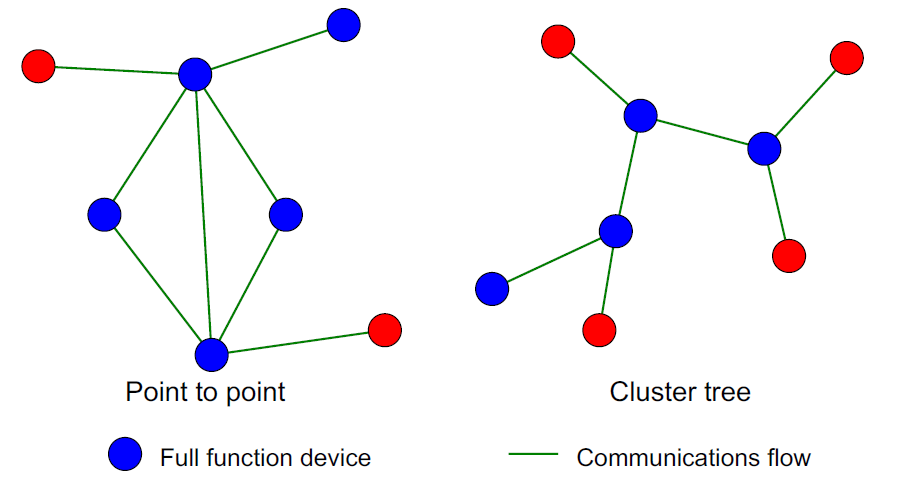 Point to point
Cluster tree
Full function device
Communications flow